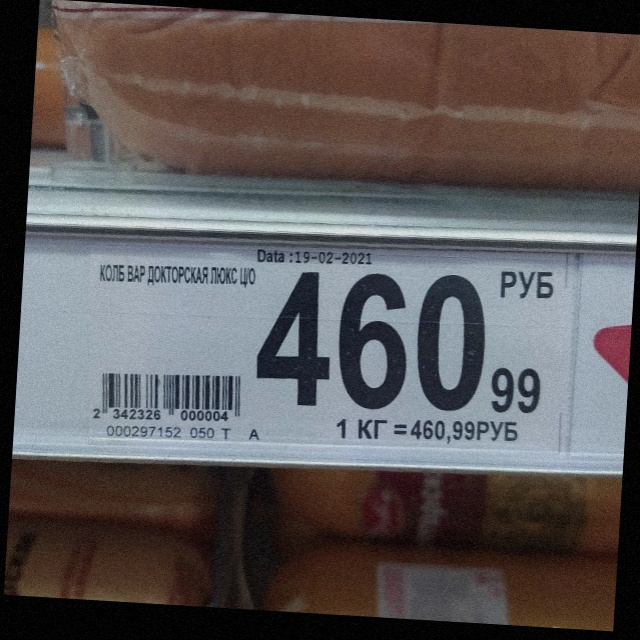 Data :19-02-2021
КОЛБ ВАР ДОКТОРСКАЯ ЛЮКС Ц/О
460 99 РУБ
1 КГ =460,99РУБ
2 342326 000004
000297152 050 T A